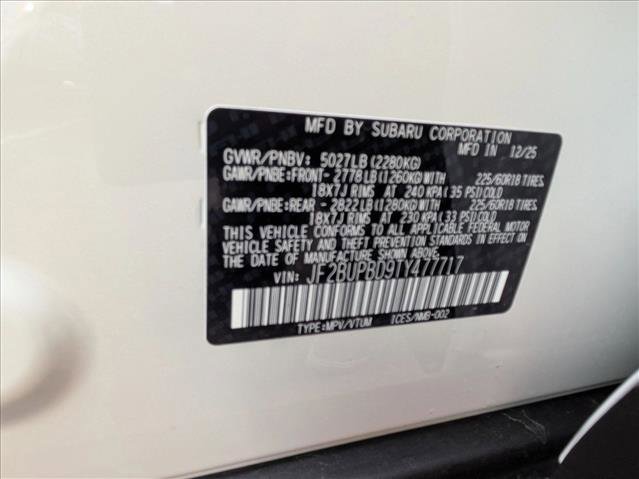 MFD BY SUBARU CORPORATION
MFD IN 12/25
GVWR/PNBV: 5027LB(2280KG)
GAWR/PNBE:FRONT- 2778LB(1260KG)WITH 225/60R18 TIRES,
18X7J RIMS AT 240 KPA(35 PSI)COLD
GAWR/PNBE:REAR - 2822LB(1280KG)WITH 225/60R18 TIRES,
18X7J RIMS AT 230 KPA(33 PSI)COLD
THIS VEHICLE CONFORMS TO ALL APPLICABLE FEDERAL MOTOR
VEHICLE SAFETY AND THEFT PREVENTION STANDARDS IN EFFECT ON
THE DATE OF MANUFACTURE SHOWN ABOVE.
VIN: JF2BUPBD9TY477717
TYPE:MPV/VTUM ICES/NMB-002